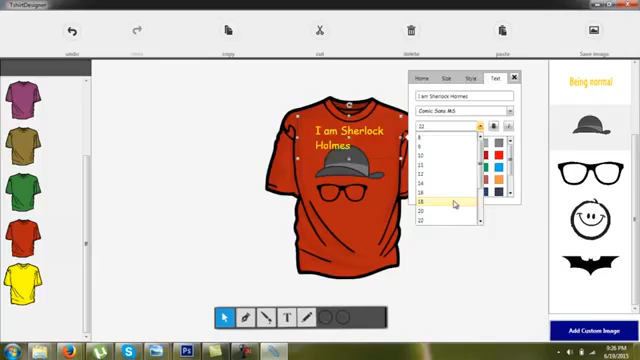 TshirtDesigner
undo
redo
copy
cut
delete
paste
Save image
Home
Size
Style
Text
I am Sherlock Holmes
Comic Sans MS
22
B
I
8
9
10
11
12
14
16
18
20
22
I am Sherlock
Holmes
T
Being normal
Add Custom Image
9:26 PM
6/19/2015